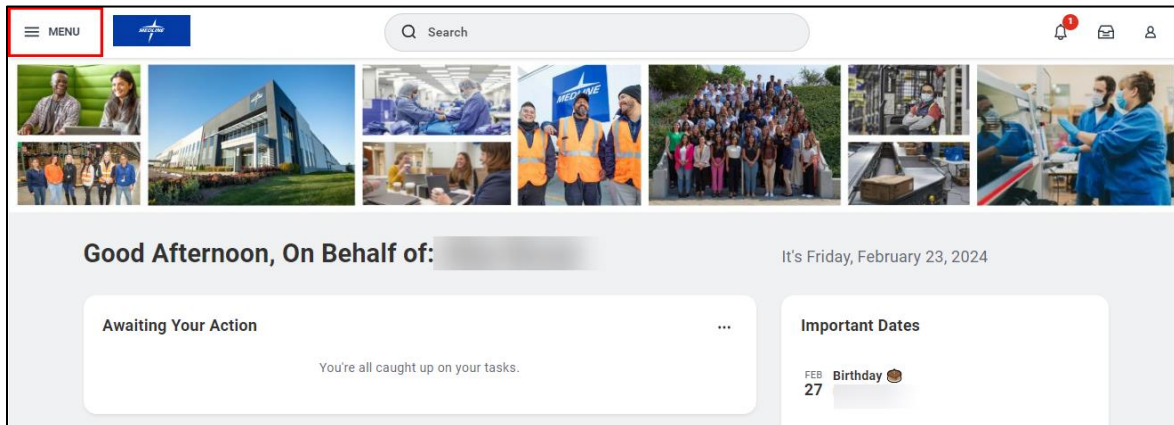 MENU
MEDLINE
Search
1
MEDLINE
Good Afternoon, On Behalf of:
It's Friday, February 23, 2024
Awaiting Your Action
...
Important Dates
You're all caught up on your tasks.
FEB Birthday
27